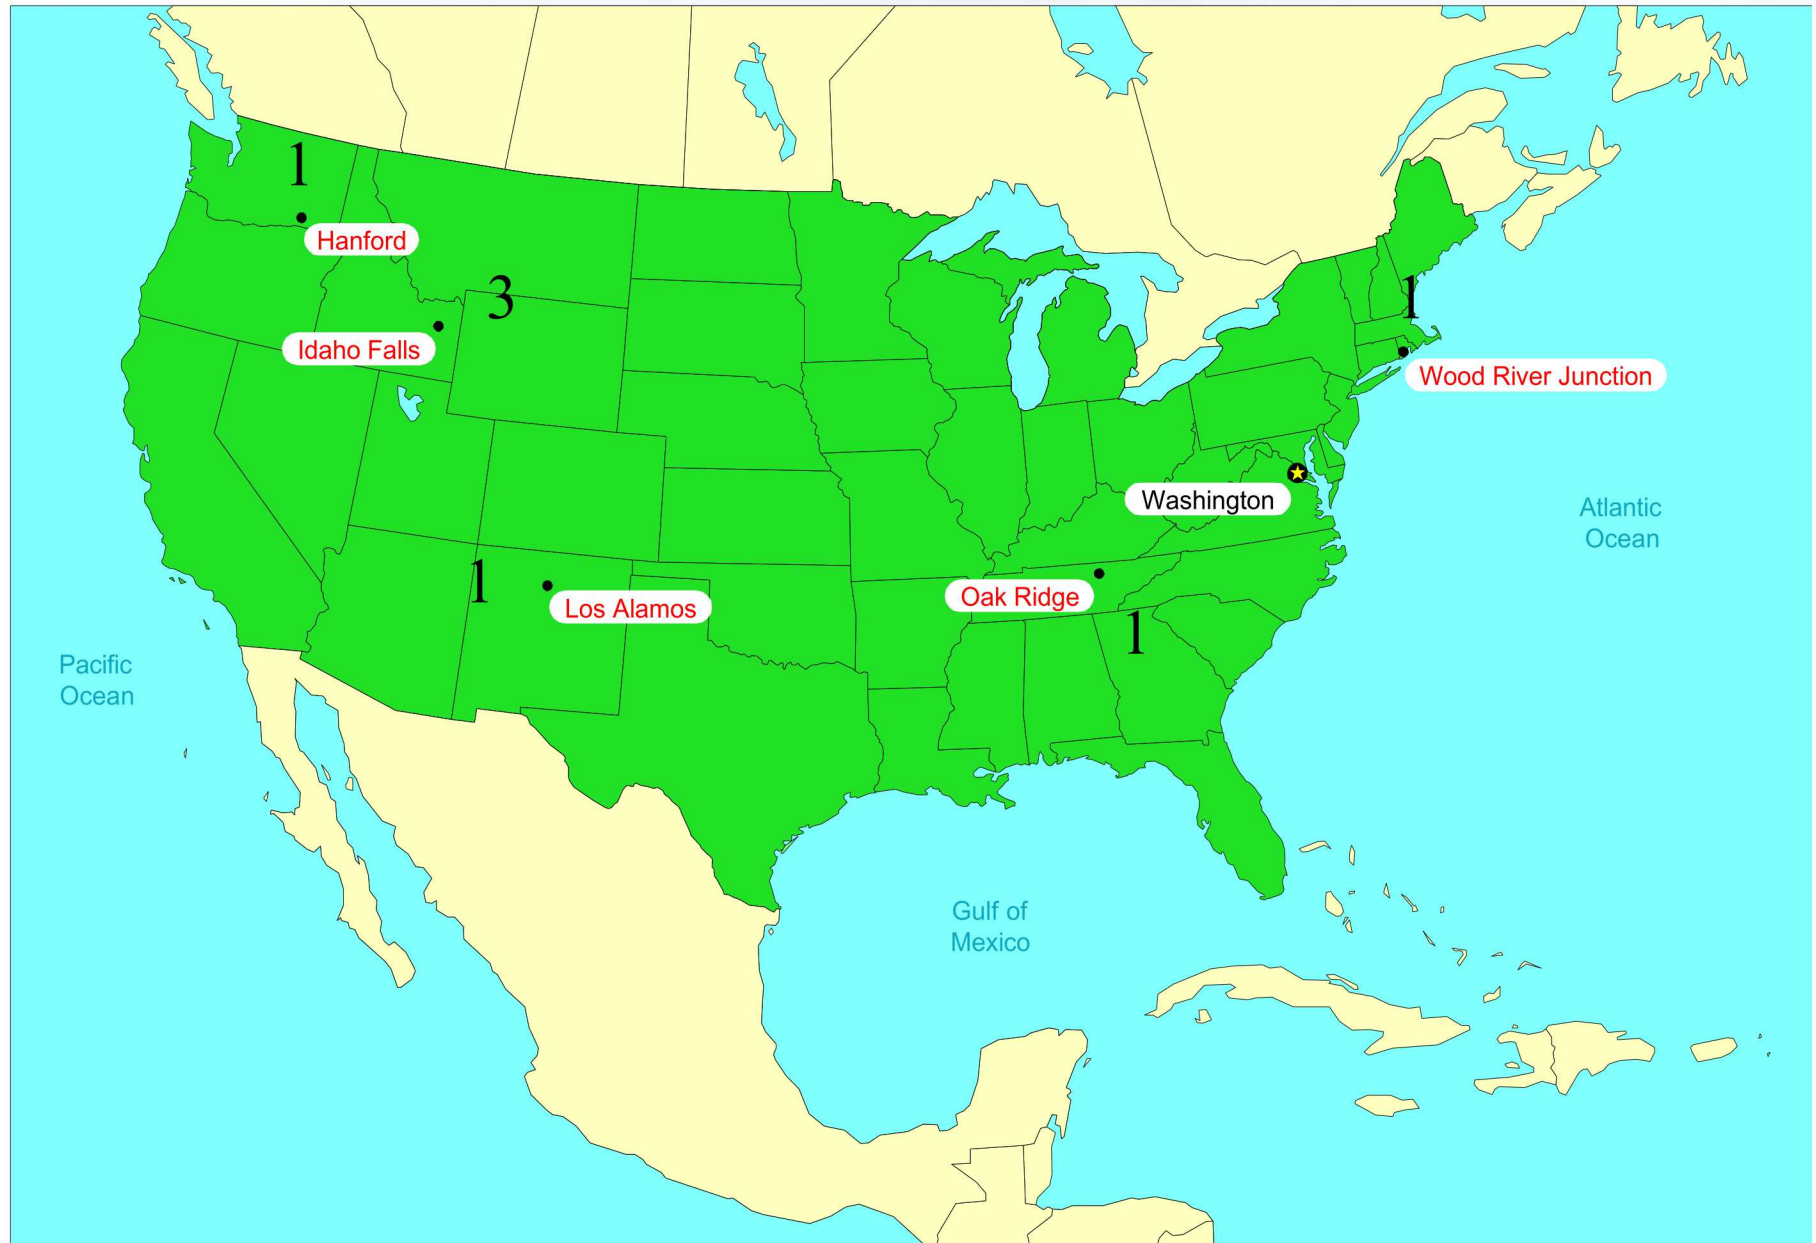 1
Hanford
3
Idaho Falls
1
Wood River Junction
Washington
Atlantic
Ocean
1
Los Alamos
Oak Ridge
1
Pacific
Ocean
Gulf of
Mexico